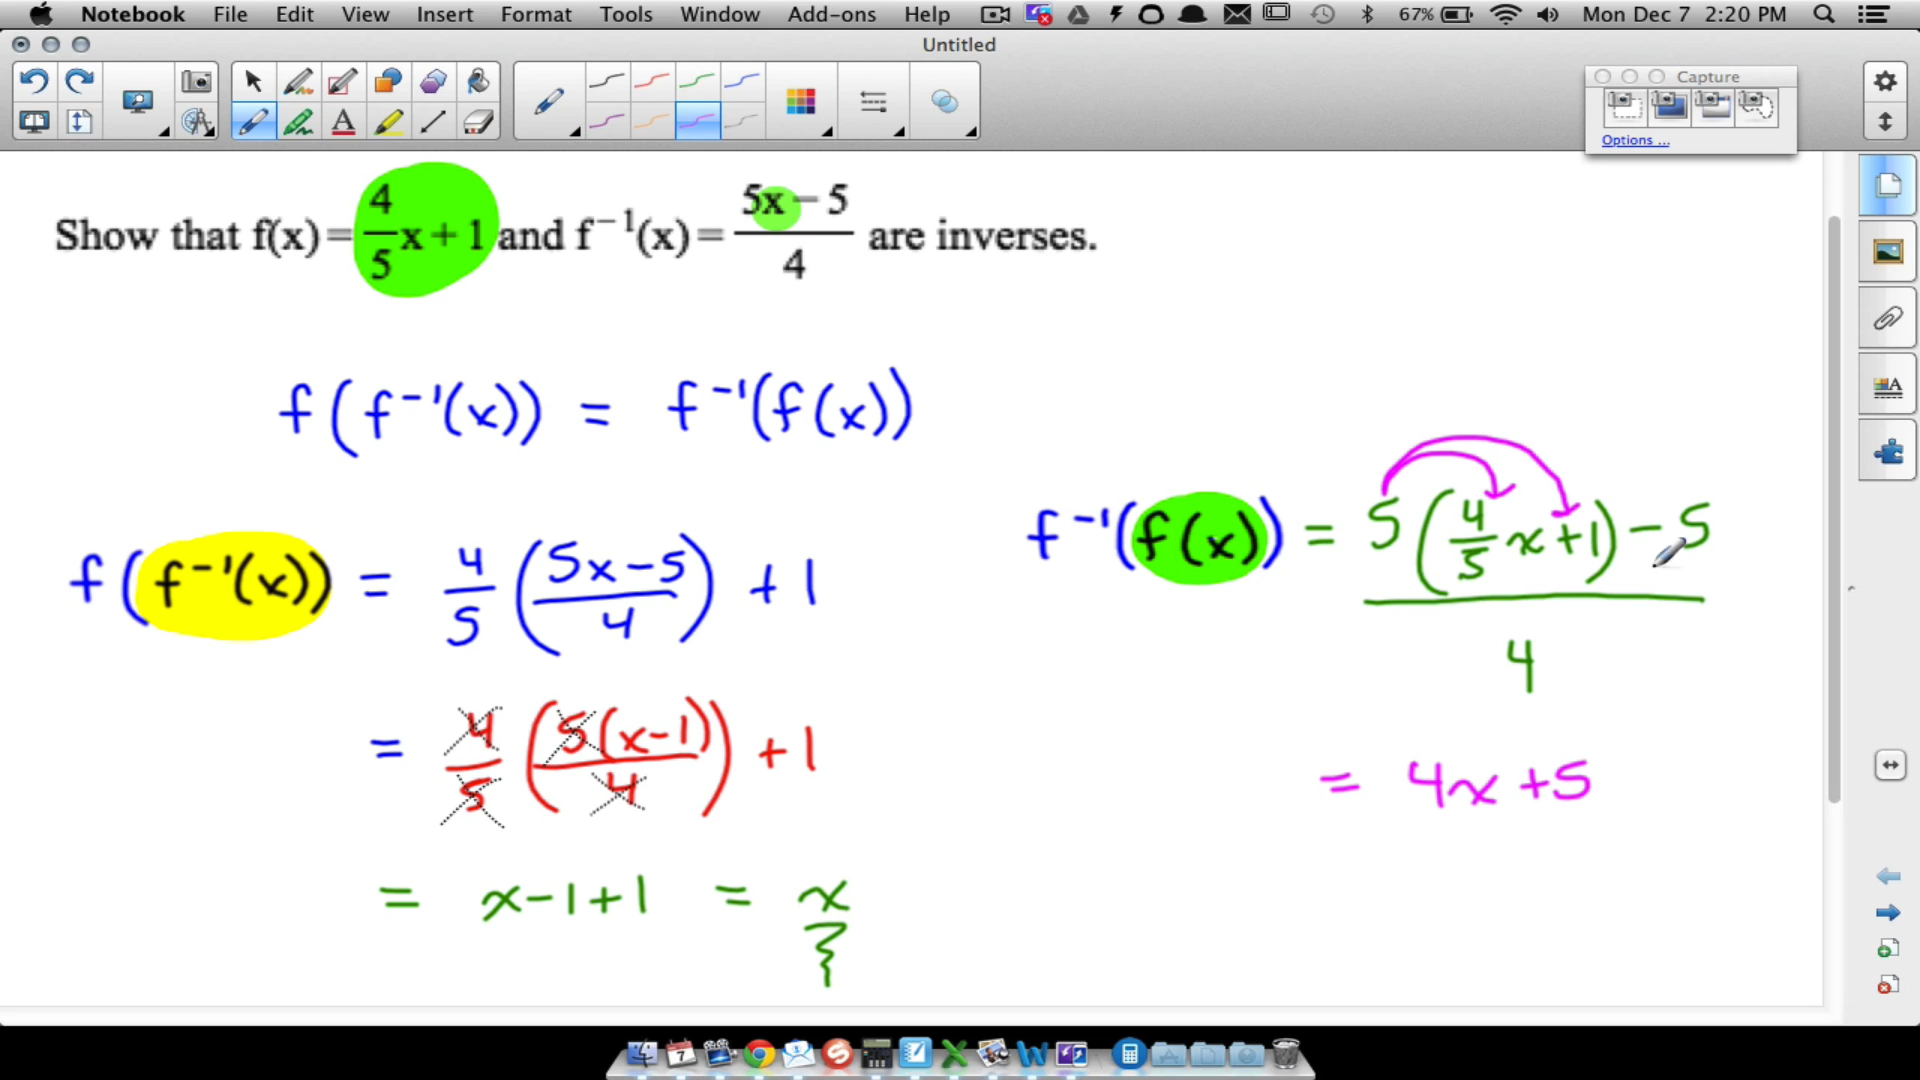 Notebook File Edit View Insert Format Tools Window Add-ons Help 67% Mon Dec 7 2:20 PM
Untitled
Capture
Options ...
Show that f(x) = 4/5 x + 1 and f⁻¹(x) = (5x − 5)/4 are inverses.
f(f⁻¹(x)) = f⁻¹(f(x))
f(f⁻¹(x)) = 4/5 ((5x−5)/4) + 1
= 4/5 (5(x−1)/4) + 1
= x−1+1 = x
f⁻¹(f(x)) = (5(4/5 x+1) − 5)/4
= 4x+5